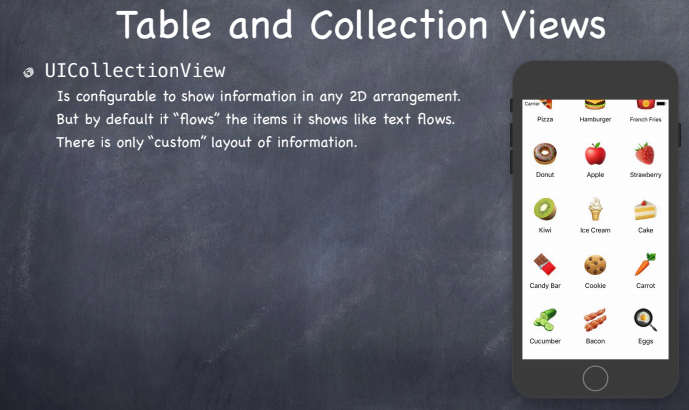 Table and Collection Views
UICollectionView
Is configurable to show information in any 2D arrangement.
But by default it “flows” the items it shows like text flows.
There is only “custom” layout of information.
Carrier
Pizza Hamburger French Fries
Donut Apple Strawberry
Kiwi Ice Cream Cake
Candy Bar Cookie Carrot
Cucumber Bacon Eggs